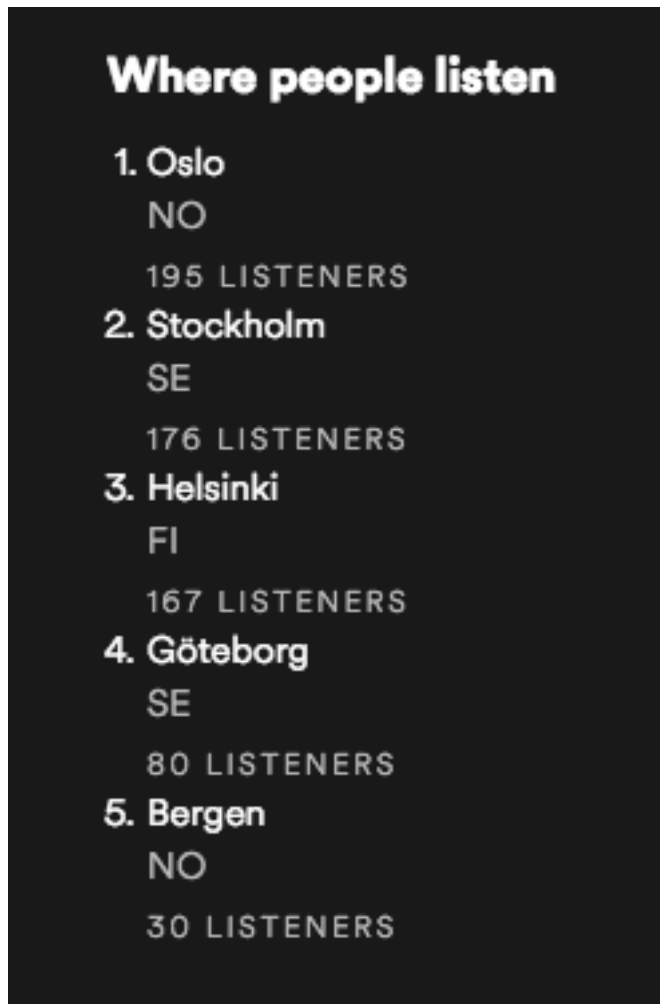 Where people listen
1. Oslo
NO
195 LISTENERS
2. Stockholm
SE
176 LISTENERS
3. Helsinki
FI
167 LISTENERS
4. Göteborg
SE
80 LISTENERS
5. Bergen
NO
30 LISTENERS